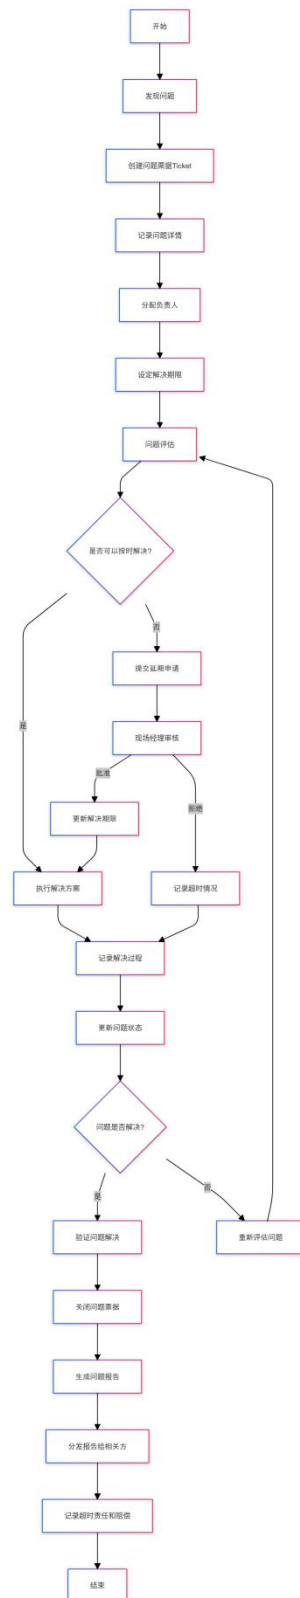 开始
发现问题
创建问题票据Ticket
记录问题详情
分配负责人
设定解决期限
问题评估
是否可以按时解决?
否
提交延期申请
是
现场经理审核
批准
拒绝
更新解决期限
执行解决方案
记录超时情况
记录解决过程
更新问题状态
问题是否解决?
是
否
验证问题解决
重新评估问题
关闭问题票据
生成问题报告
分发报告给相关方
记录超时责任和赔偿
结束